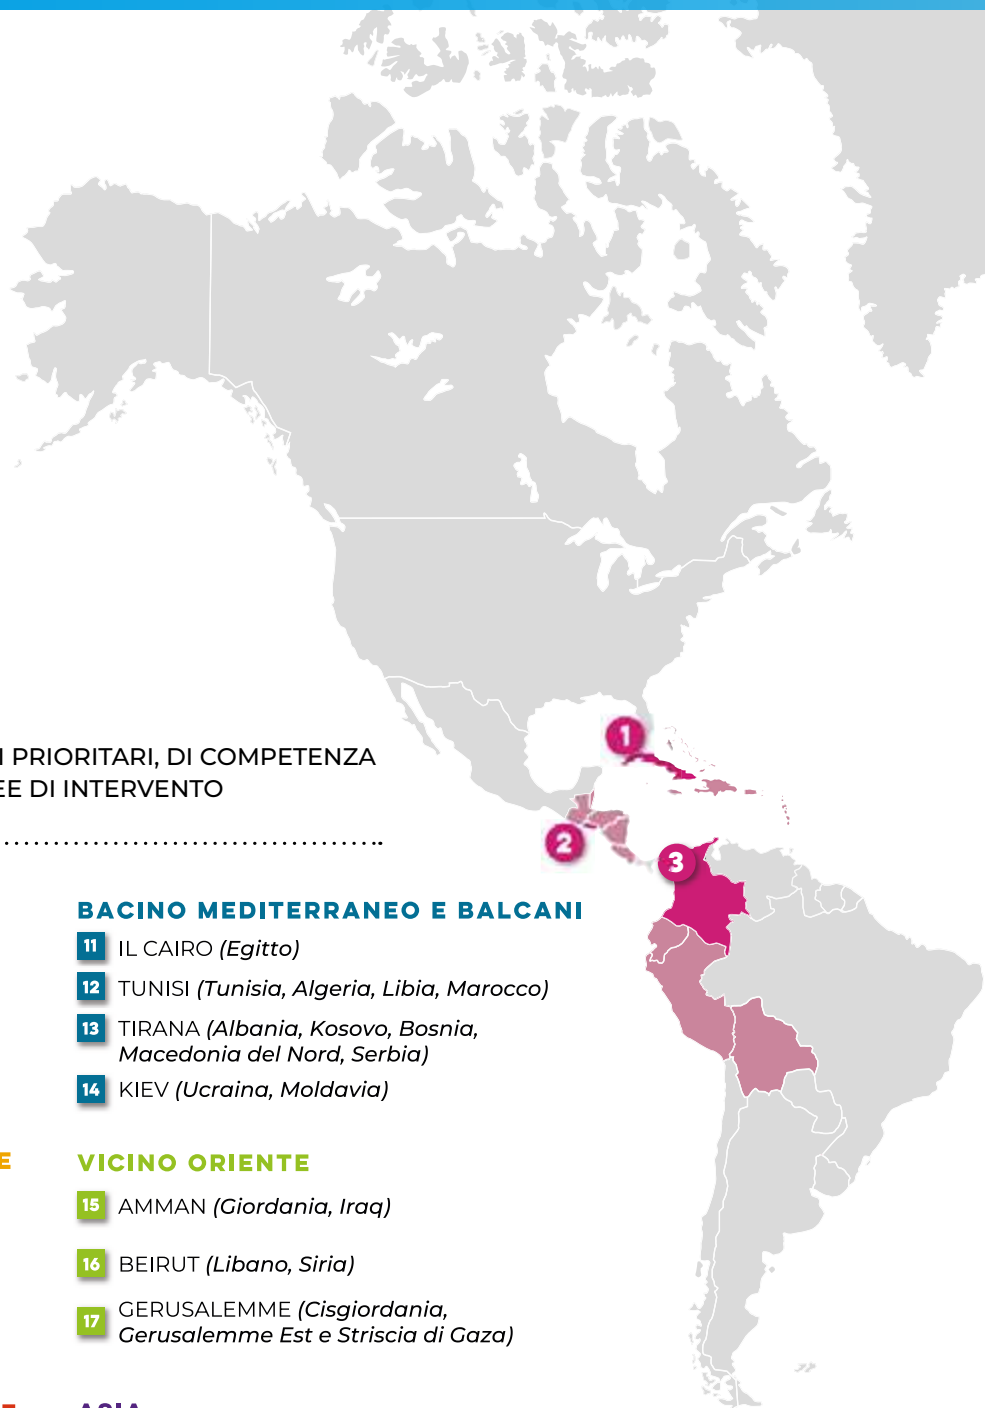 I PRIORITARI, DI COMPETENZA
EE DI INTERVENTO
BACINO MEDITERRANEO E BALCANI
11 IL CAIRO (Egitto)
12 TUNISI (Tunisia, Algeria, Libia, Marocco)
13 TIRANA (Albania, Kosovo, Bosnia,
Macedonia del Nord, Serbia)
14 KIEV (Ucraina, Moldavia)
E
VICINO ORIENTE
15 AMMAN (Giordania, Iraq)
16 BEIRUT (Libano, Siria)
17 GERUSALEMME (Cisgiordania,
Gerusalemme Est e Striscia di Gaza)
ASIA
1
2
3